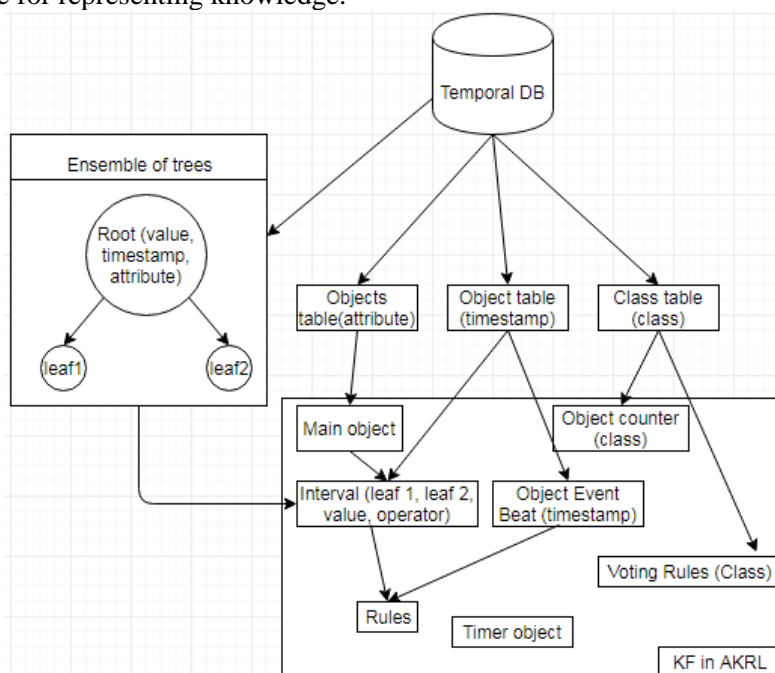 e for representing knowledge.
Temporal DB
Ensemble of trees
Root (value,
timestamp,
attribute)
leaf1
leaf2
Objects
table(attribute)
Object table
(timestamp)
Class table
(class)
Main object
Object counter
(class)
Interval (leaf 1, leaf 2,
value, operator)
Object Event
Beat (timestamp)
Voting Rules (Class)
Rules
Timer object
KF in AKRL